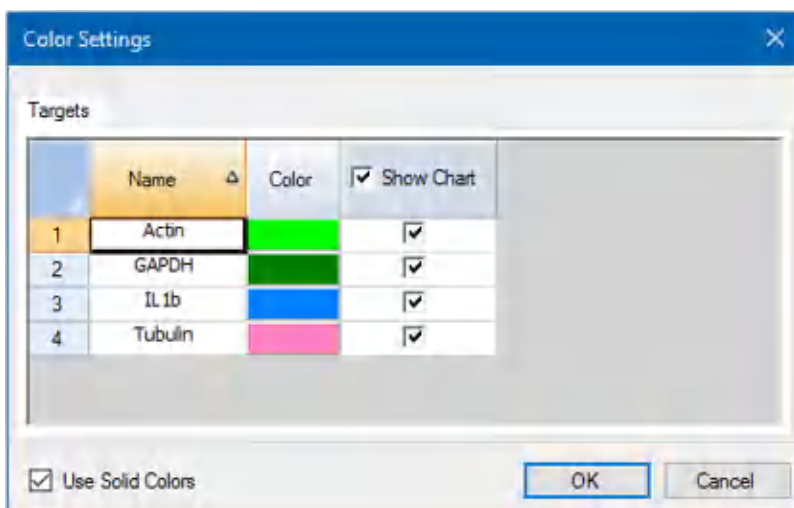 Color Settings
Targets
Name Color Show Chart
1 Actin
2 GAPDH
3 IL1b
4 Tubulin
Use Solid Colors OK Cancel